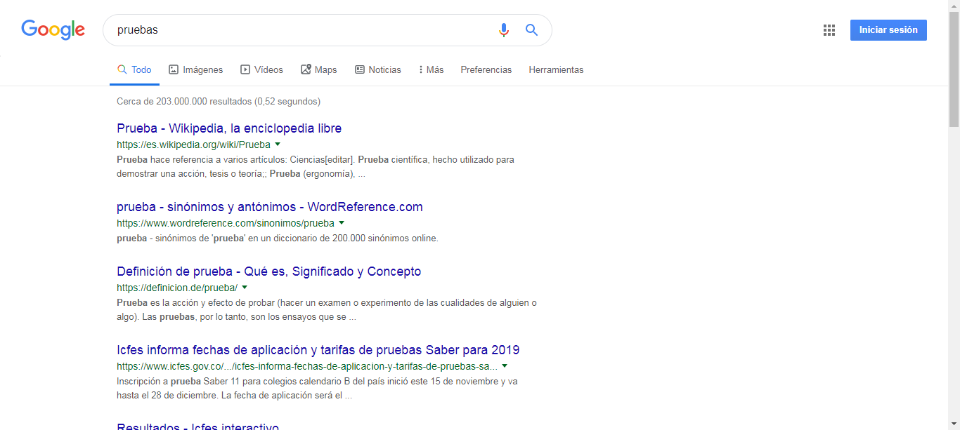 Google
pruebas
Iniciar sesión
Todo Imágenes Vídeos Maps Noticias Más Preferencias Herramientas
Cerca de 203.000.000 resultados (0,52 segundos)
Prueba - Wikipedia, la enciclopedia libre
https://es.wikipedia.org/wiki/Prueba
Prueba hace referencia a varios artículos: Ciencias[editar]. Prueba científica, hecho utilizado para
demostrar una acción, tesis o teoría;; Prueba (ergonomía), ...
prueba - sinónimos y antónimos - WordReference.com
https://www.wordreference.com/sinonimos/prueba
prueba - sinónimos de 'prueba' en un diccionario de 200.000 sinónimos online.
Definición de prueba - Qué es, Significado y Concepto
https://definicion.de/prueba/
Prueba es la acción y efecto de probar (hacer un examen o experimento de las cualidades de alguien o
algo). Las pruebas, por lo tanto, son los ensayos que se ...
Icfes informa fechas de aplicación y tarifas de pruebas Saber para 2019
https://www.icfes.gov.co/.../icfes-informa-fechas-de-aplicacion-y-tarifas-de-pruebas-sa...
Inscripción a prueba Saber 11 para colegios calendario B del país inició este 15 de noviembre y va
hasta el 28 de diciembre. La fecha de aplicación será el ...
Resultados - Icfes interactivo